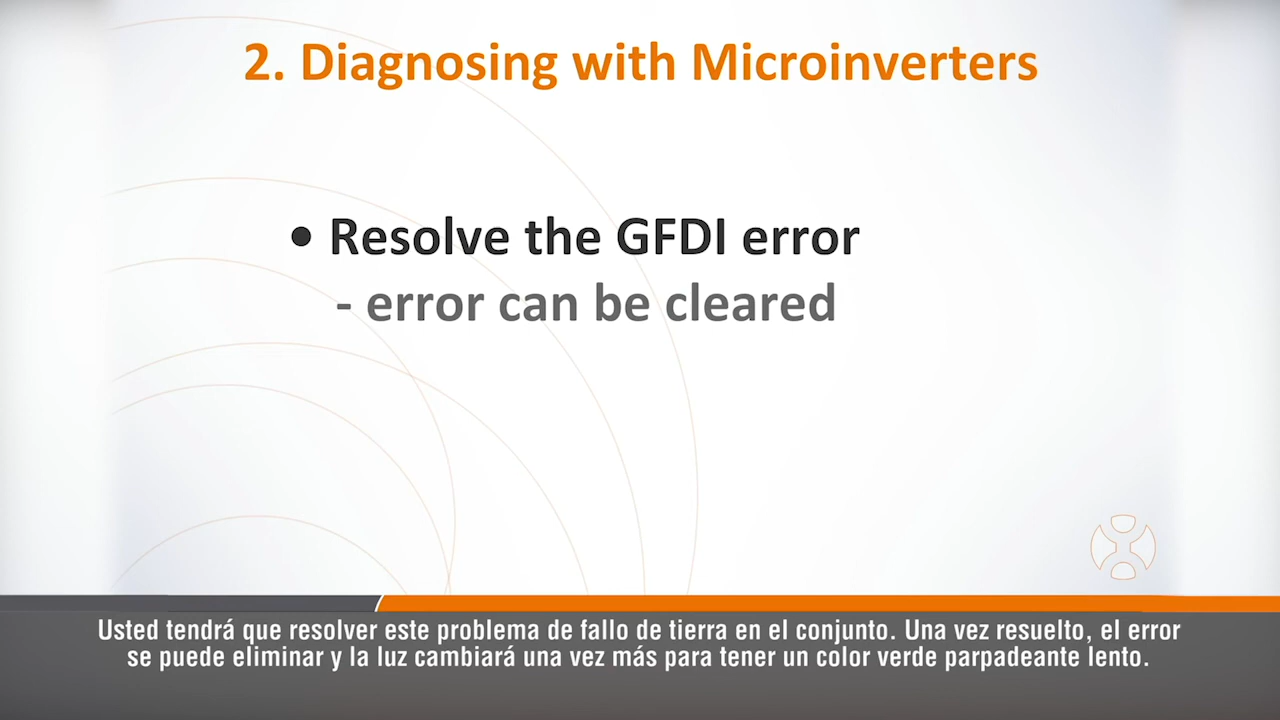 2. Diagnosing with Microinverters
• Resolve the GFDI error
- error can be cleared
Usted tendrá que resolver este problema de fallo de tierra en el conjunto. Una vez resuelto, el error
se puede eliminar y la luz cambiará una vez más para tener un color verde parpadeante lento.